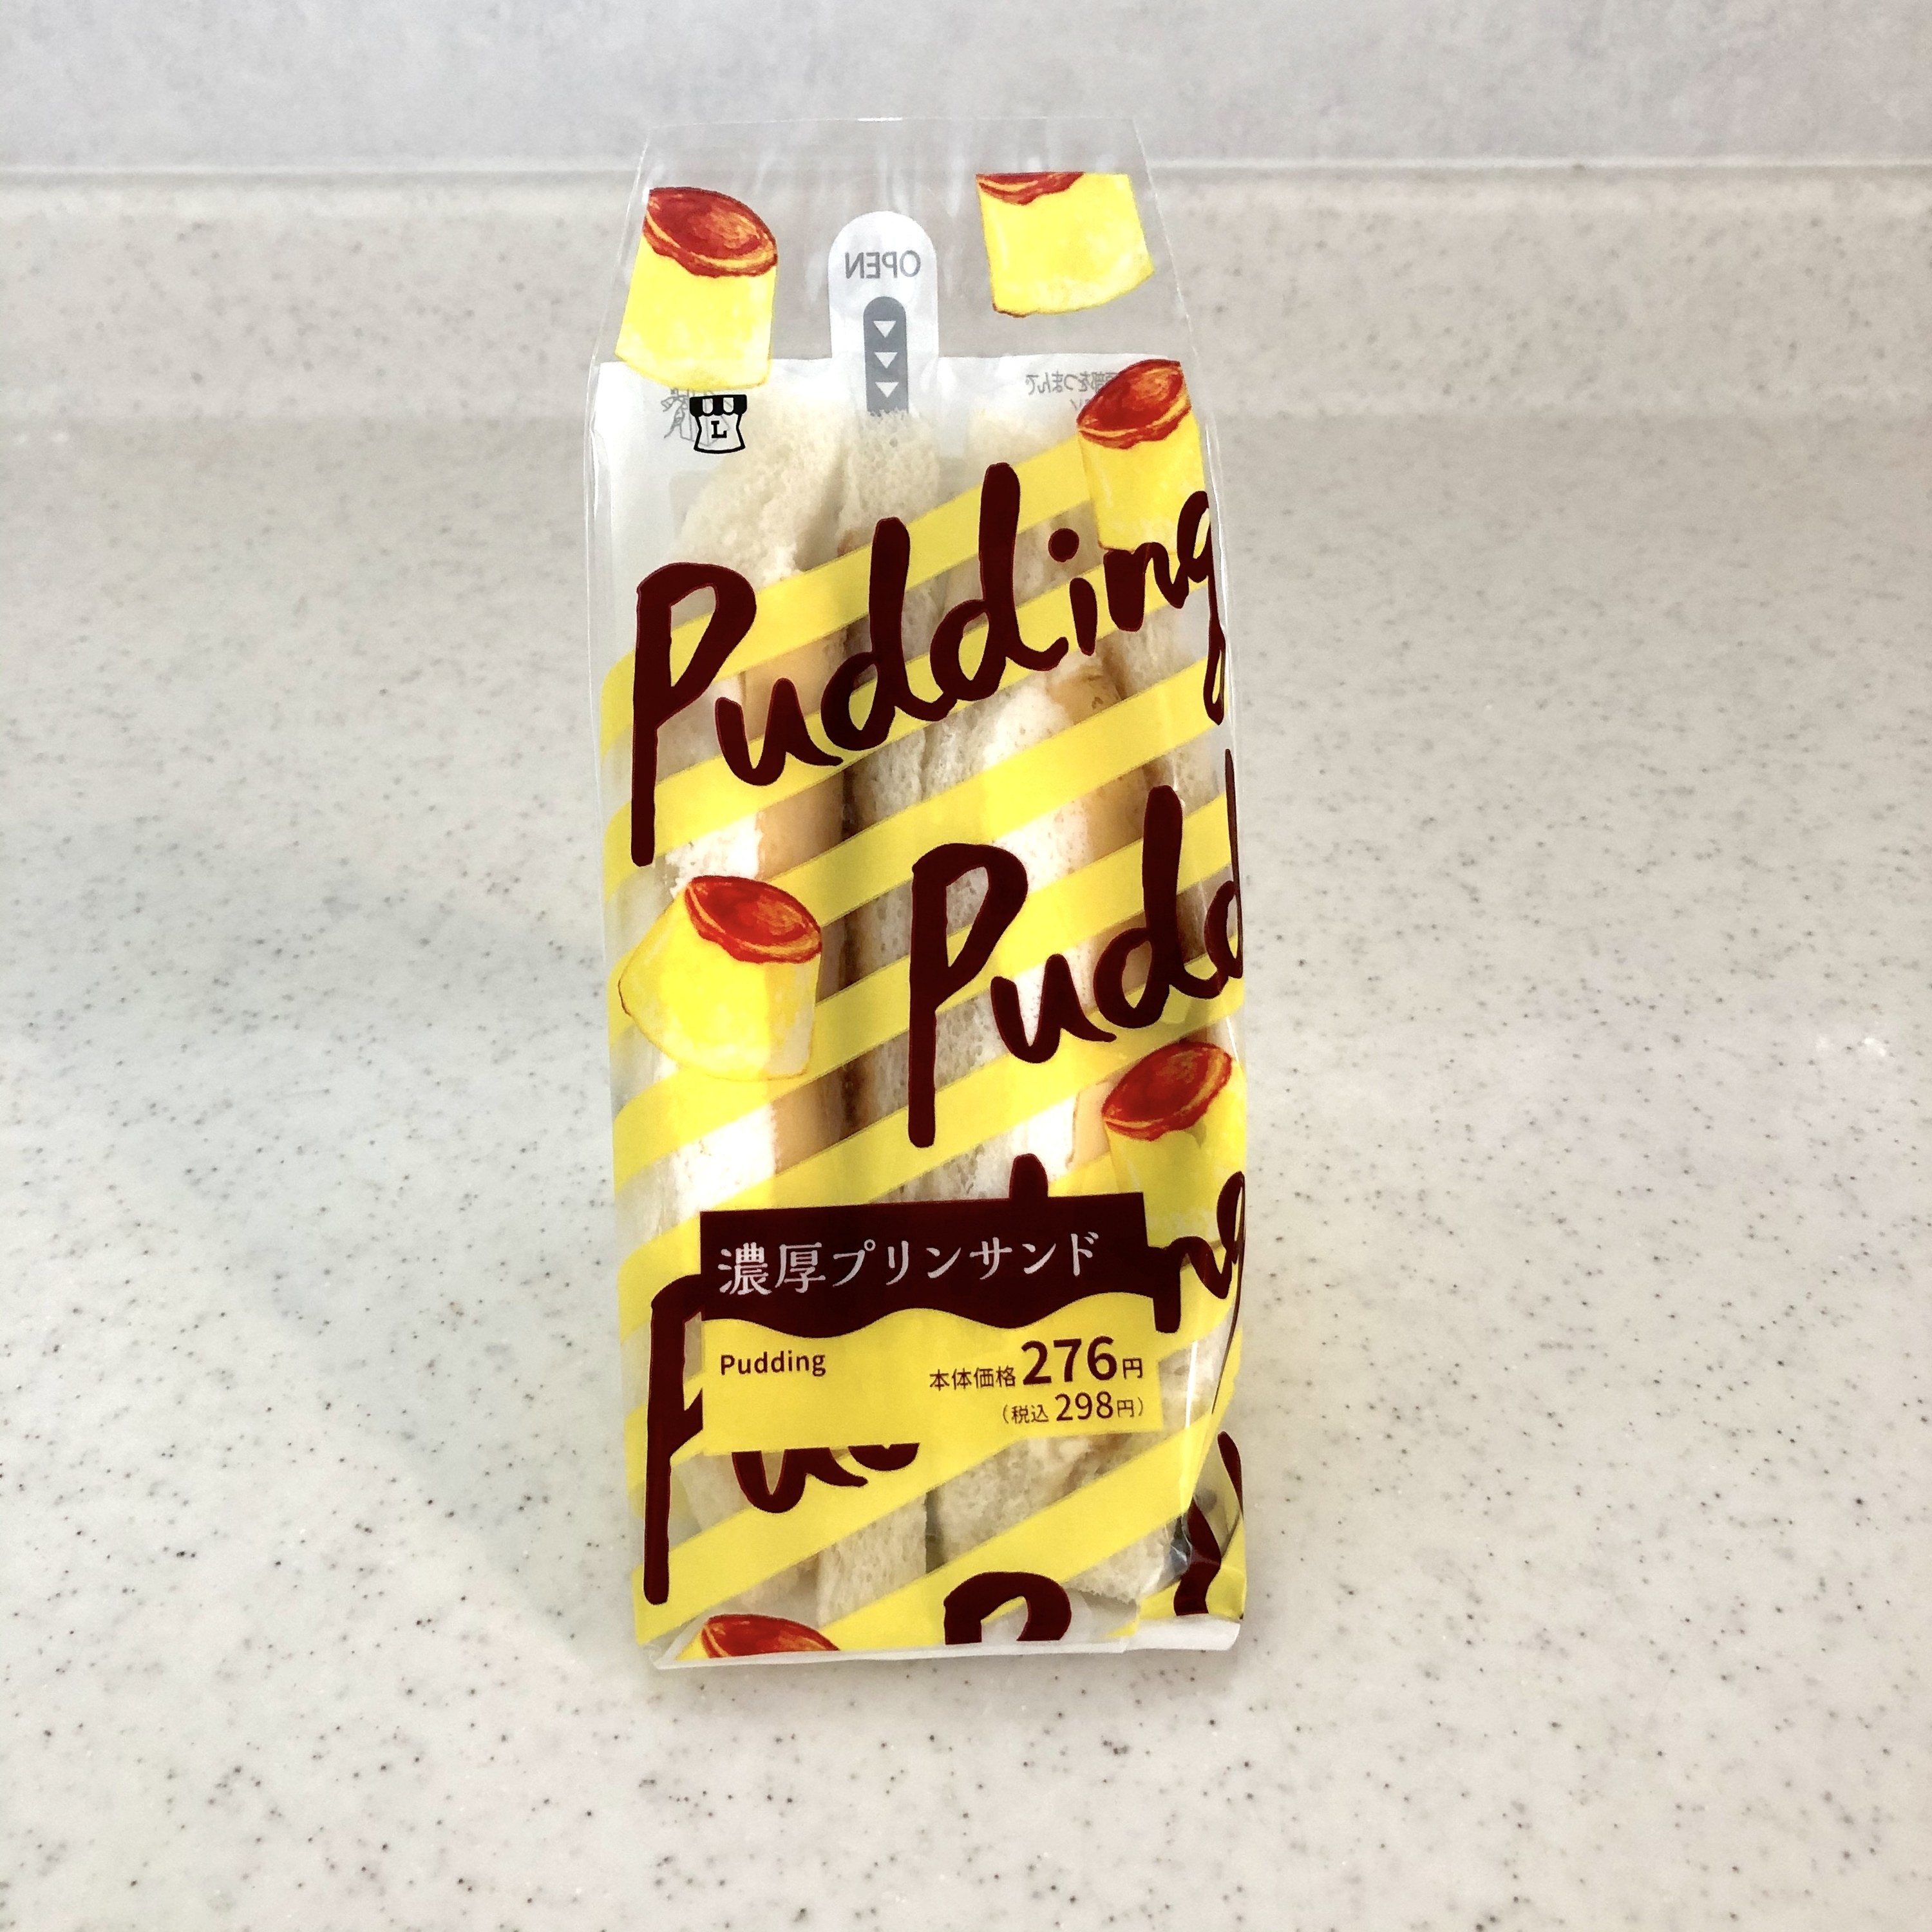 OPEN
L
Pudding
Pudd
ng
濃厚プリンサンド
Pudding
本体価格276円
(税込298円)